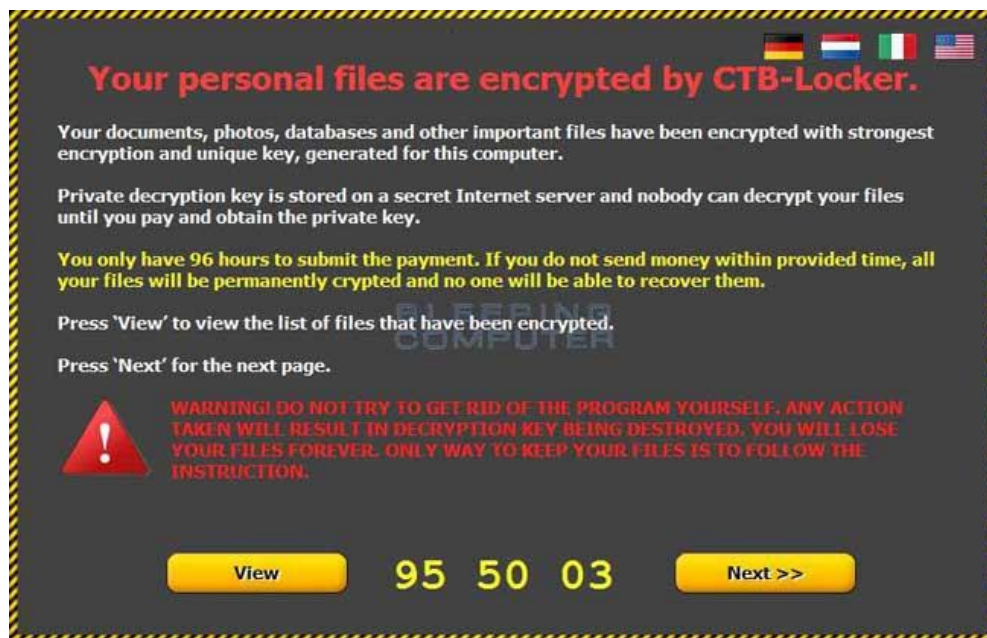 Your personal files are encrypted by CTB-Locker.
Your documents, photos, databases and other important files have been encrypted with strongest
encryption and unique key, generated for this computer.
Private decryption key is stored on a secret Internet server and nobody can decrypt your files
until you pay and obtain the private key.
You only have 96 hours to submit the payment. If you do not send money within provided time, all
your files will be permanently crypted and no one will be able to recover them.
BLEEPING
COMPUTER
Press 'View' to view the list of files that have been encrypted.
Press 'Next' for the next page.
WARNING! DO NOT TRY TO GET RID OF THE PROGRAM YOURSELF. ANY ACTION
TAKEN WILL RESULT IN DECRYPTION KEY BEING DESTROYED. YOU WILL LOSE
YOUR FILES FOREVER. ONLY WAY TO KEEP YOUR FILES IS TO FOLLOW THE
INSTRUCTION.
View
95 50 03
Next >>